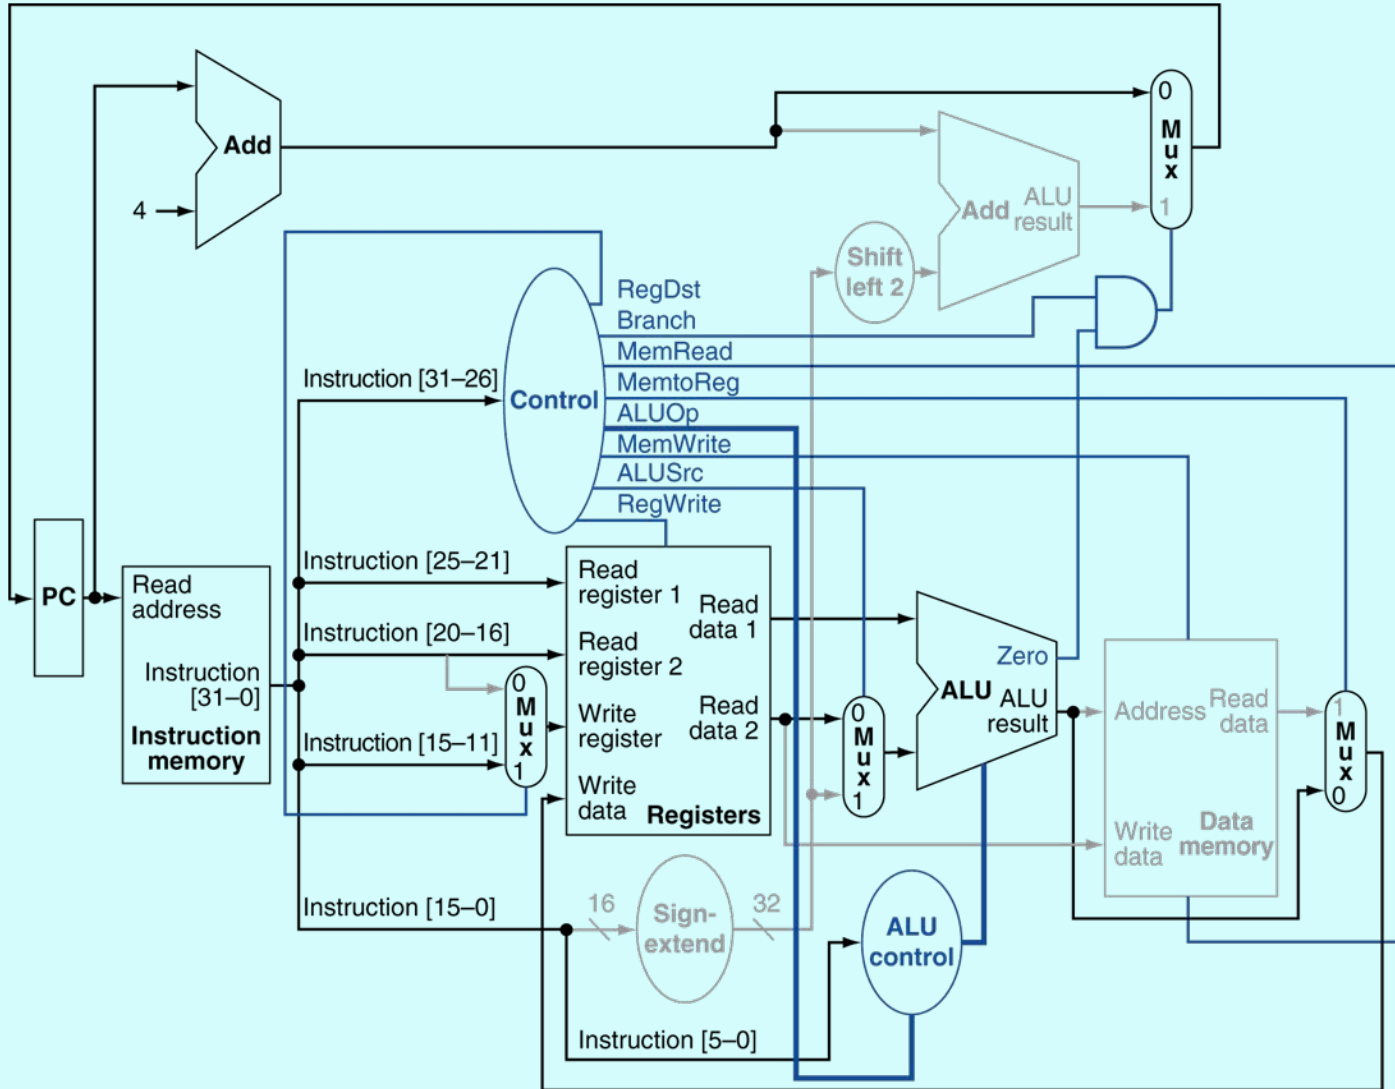 0
M
u
x
1
Add
4
Add
ALU
result
Shift
left 2
RegDst
Branch
MemRead
MemtoReg
ALUOp
MemWrite
ALUSrc
RegWrite
Control
Instruction [31–26]
Instruction [25–21]
Instruction [20–16]
Instruction [15–11]
Instruction [15–0]
Instruction [5–0]
PC
Read
address
Instruction
[31–0]
Instruction
memory
0
M
u
x
1
Read
register 1
Read
register 2
Write
register
Write
data
Read
data 1
Read
data 2
Registers
0
M
u
x
1
Zero
ALU
ALU
result
Address
Read
data
Write
data
Data
memory
1
M
u
x
0
16
Sign-
extend
32
ALU
control